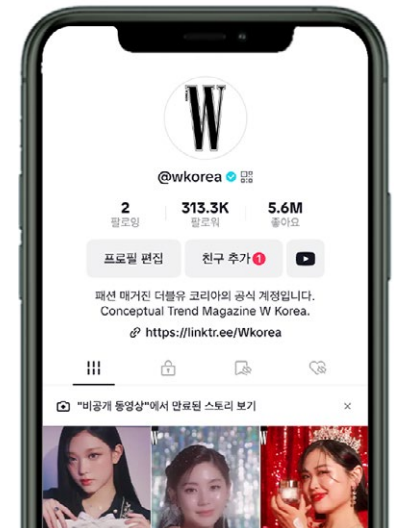 W
@wkorea
2 313.3K 5.6M
팔로잉 팔로워 좋아요
프로필 편집 친구 추가 1
패션 매거진 더블유 코리아의 공식 계정입니다.
Conceptual Trend Magazine W Korea.
https://linktr.ee/Wkorea
"비공개 동영상"에서 만료된 스토리 보기 ×
W W